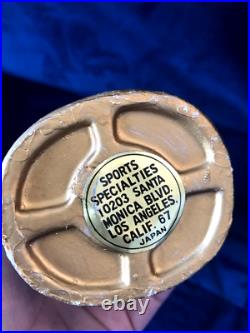 SPORTS
SPECIALTIES
10203 SANTA
MONICA BLVD.
LOS ANGELES,
CALIF. 67
JAPAN